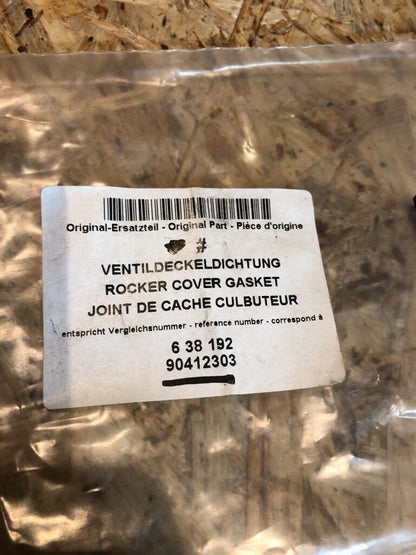 Original-Ersatzteil - Original Part - Pièce d'origine
#
VENTILDECKELDICHTUNG
ROCKER COVER GASKET
JOINT DE CACHE CULBUTEUR
entspricht Vergleichsnummer - reference number - correspond à
6 38 192
90412303